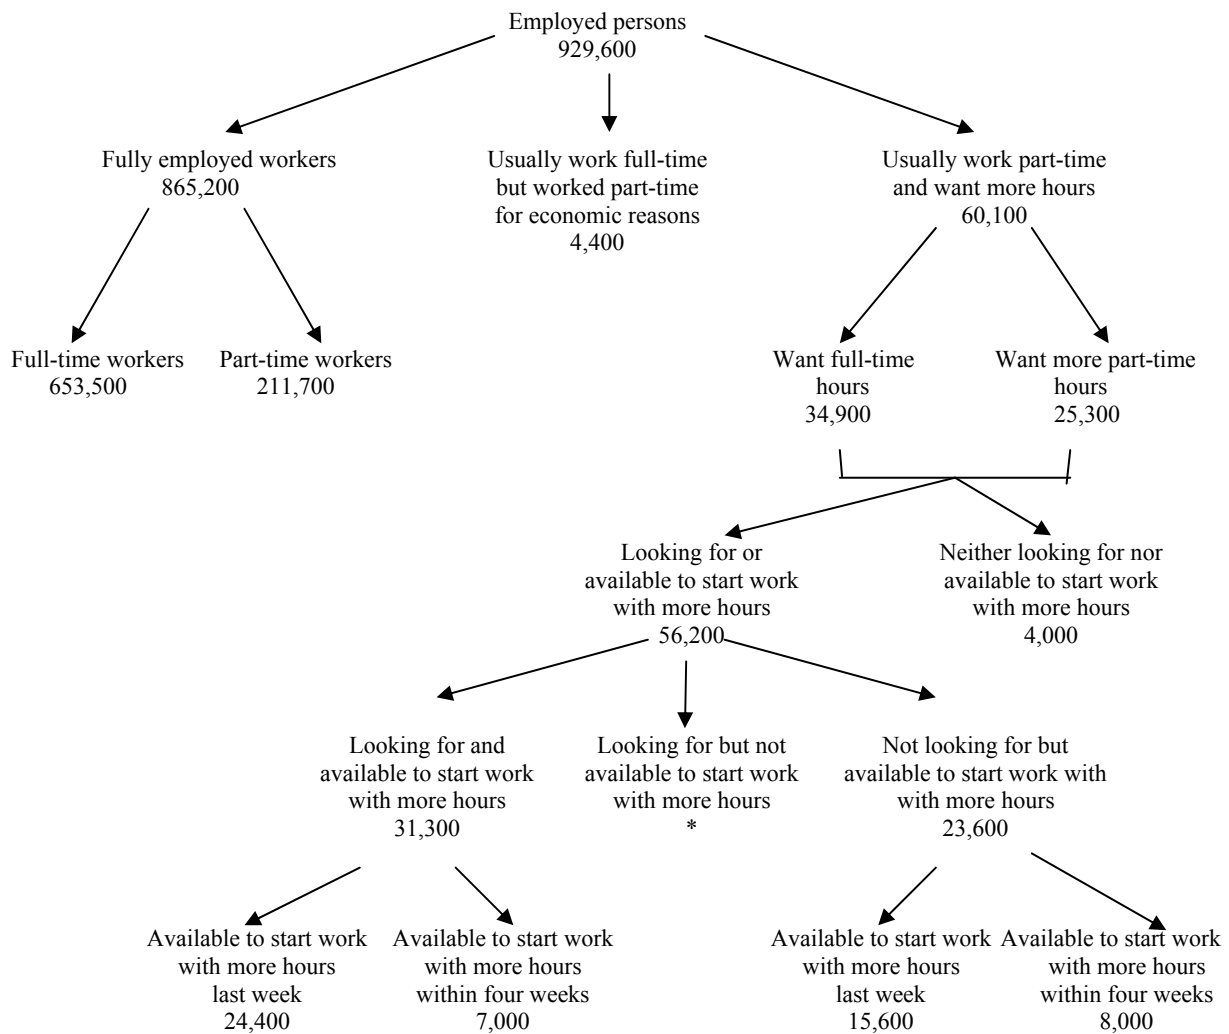 Employed persons
929,600
Fully employed workers
865,200
Usually work full-time
but worked part-time
for economic reasons
4,400
Usually work part-time
and want more hours
60,100
Full-time workers
653,500
Part-time workers
211,700
Want full-time
hours
34,900
Want more part-time
hours
25,300
Looking for or
available to start work
with more hours
56,200
Neither looking for nor
available to start work
with more hours
4,000
Looking for and
available to start work
with more hours
31,300
Looking for but not
available to start work
with more hours
*
Not looking for but
available to start work with
with more hours
23,600
Available to start work
with more hours
last week
24,400
Available to start work
with more hours
within four weeks
7,000
Available to start work
with more hours
last week
15,600
Available to start work
with more hours
within four weeks
8,000